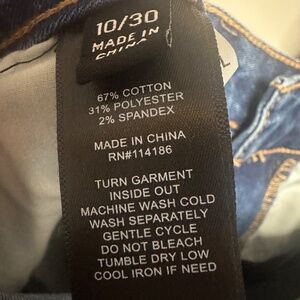 10/30
MADE IN
CHINA
L
67% COTTON
31% POLYESTER
2% SPANDEX
MADE IN CHINA
RN#114186
TURN GARMENT
INSIDE OUT
MACHINE WASH COLD
WASH SEPARATELY
GENTLE CYCLE
DO NOT BLEACH
TUMBLE DRY LOW
COOL IRON IF NEED